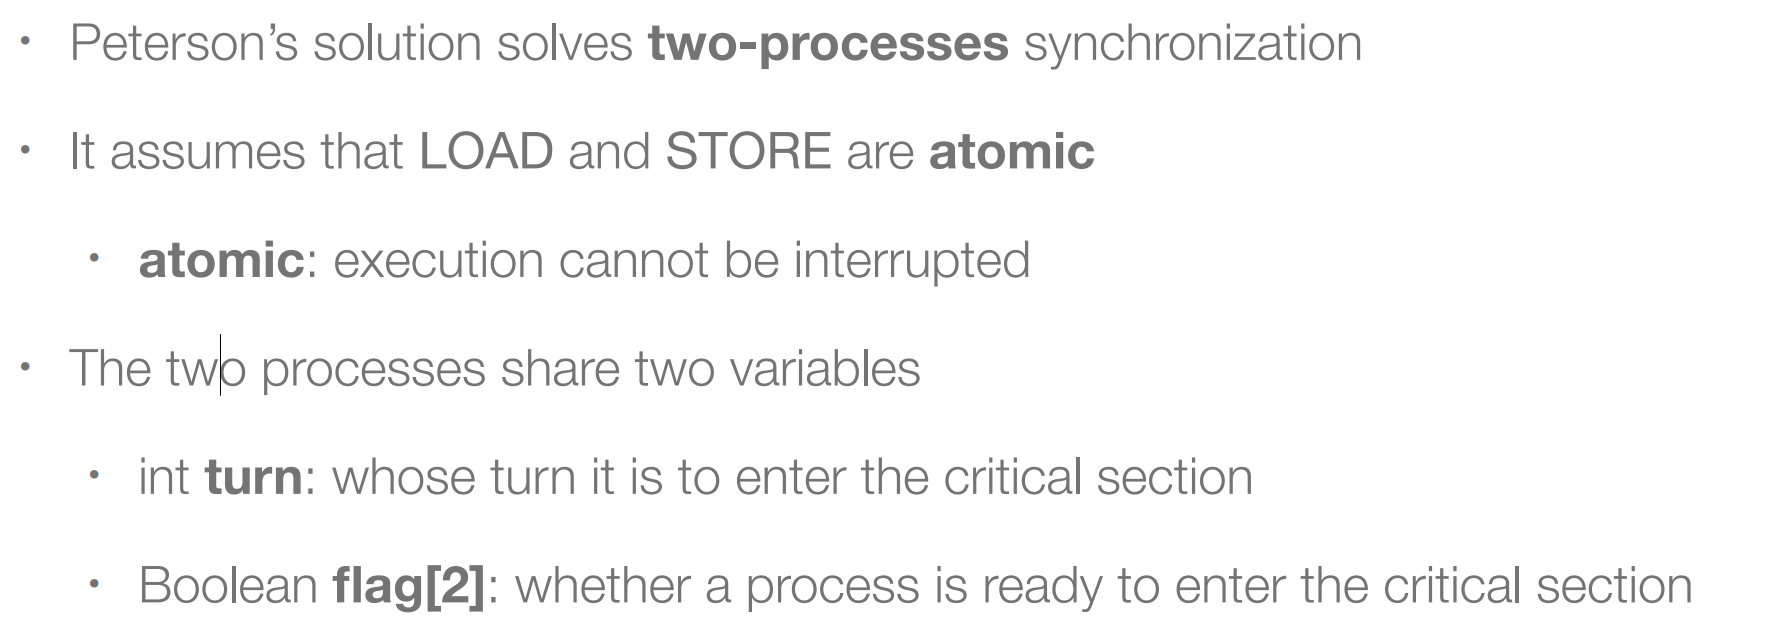 • Peterson’s solution solves two-processes synchronization
• It assumes that LOAD and STORE are atomic
• atomic: execution cannot be interrupted
• The two processes share two variables
• int turn: whose turn it is to enter the critical section
• Boolean flag[2]: whether a process is ready to enter the critical section